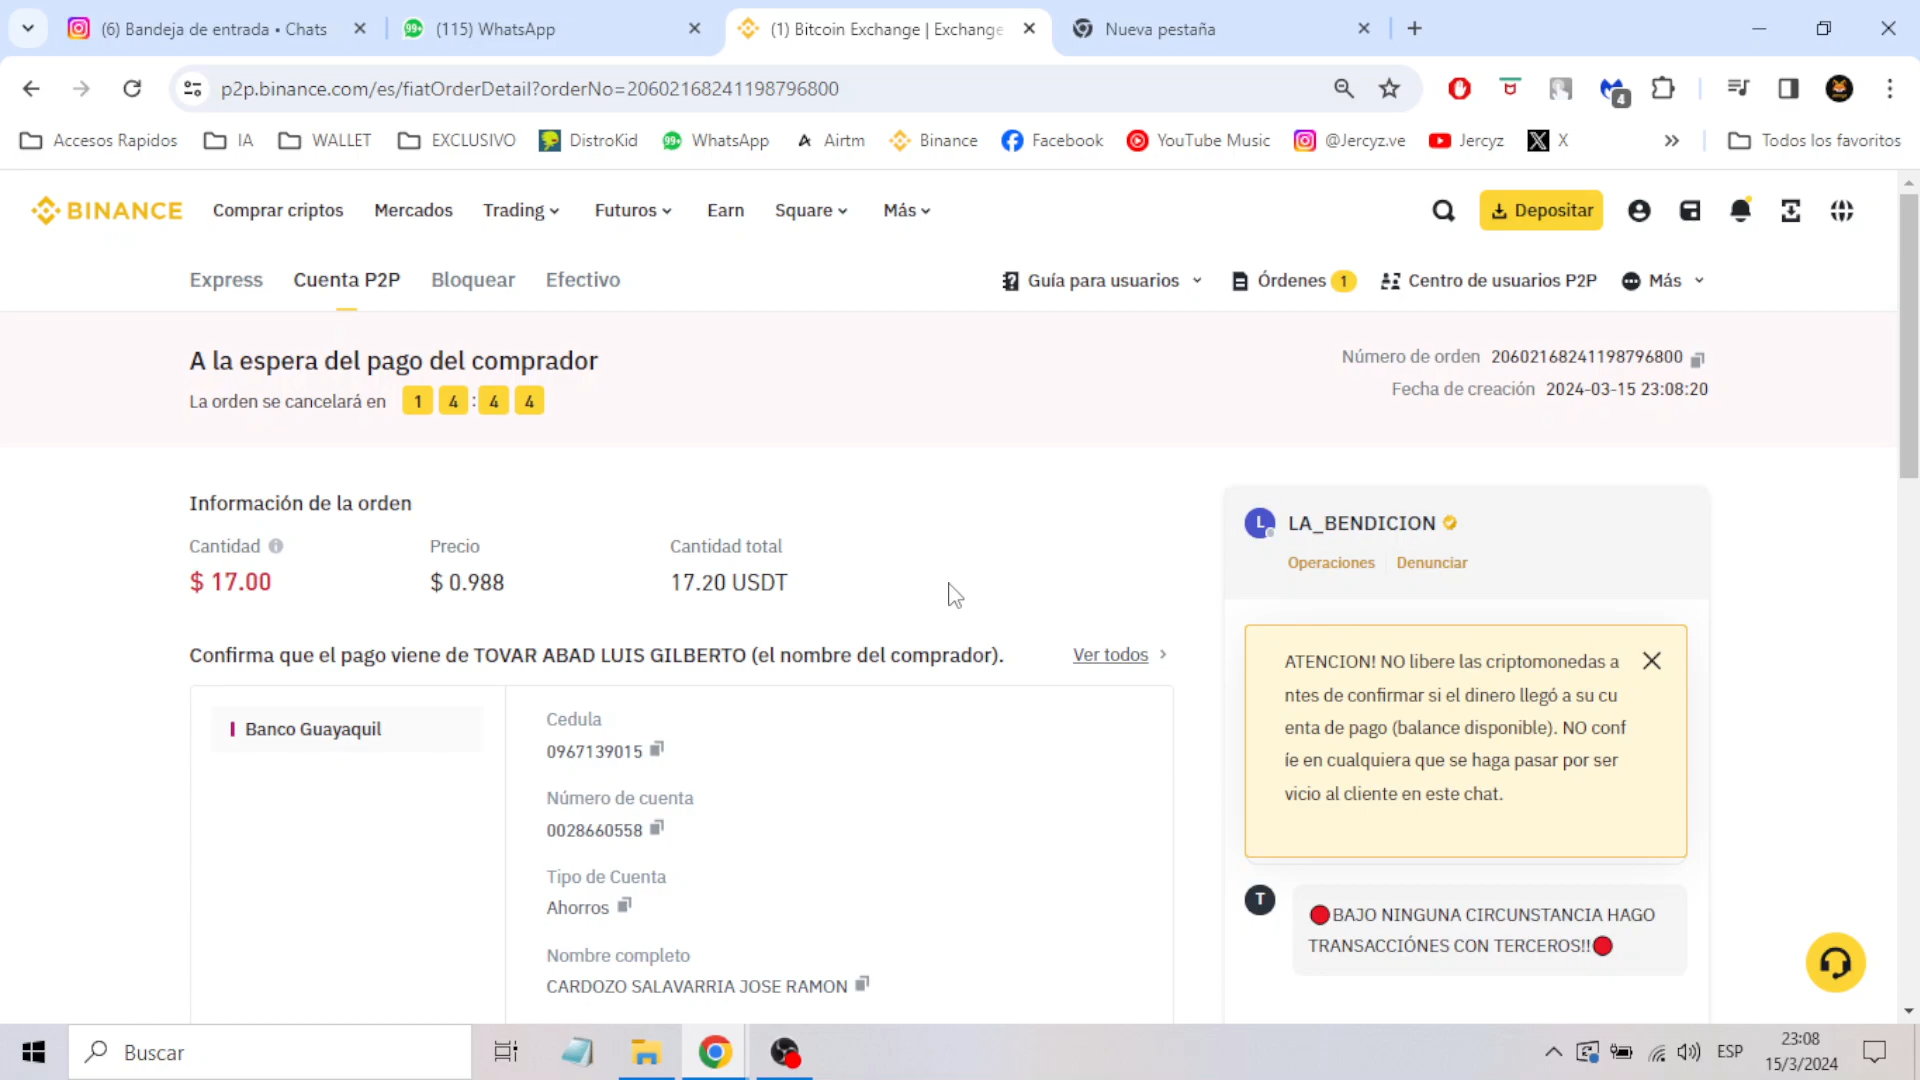 (6) Bandeja de entrada • Chats
99+
(115) WhatsApp
(1) Bitcoin Exchange | Exchange
Nueva pestaña
p2p.binance.com/es/fiatOrderDetail?orderNo=20602168241198796800
4
Accesos Rapidos
IA
WALLET
EXCLUSIVO
DistroKid
99+
WhatsApp
Airtm
Binance
Facebook
YouTube Music
@Jercyz.ve
Jercyz
X
Todos los favoritos
BINANCE
Comprar criptos
Mercados
Trading
Futuros
Earn
Square
Más
Depositar
Express
Cuenta P2P
Bloquear
Efectivo
Guía para usuarios
Órdenes 1
Centro de usuarios P2P
Más
A la espera del pago del comprador
La orden se cancelará en 1 4 : 4 4
Número de orden 20602168241198796800
Fecha de creación 2024-03-15 23:08:20
Información de la orden
Cantidad
Precio
Cantidad total
$ 17.00
$ 0.988
17.20 USDT
Confirma que el pago viene de TOVAR ABAD LUIS GILBERTO (el nombre del comprador).
Ver todos
Banco Guayaquil
Cedula
0967139015
Número de cuenta
0028660558
Tipo de Cuenta
Ahorros
Nombre completo
CARDOZO SALAVARRIA JOSE RAMON
L
LA_BENDICION
Operaciones
Denunciar
ATENCION! NO libere las criptomonedas a
ntes de confirmar si el dinero llegó a su cu
enta de pago (balance disponible). NO conf
íe en cualquiera que se haga pasar por ser
vicio al cliente en este chat.
T
🔴BAJO NINGUNA CIRCUNSTANCIA HAGO
TRANSACCIÓNES CON TERCEROS!!🔴
Buscar
ESP
23:08
15/3/2024